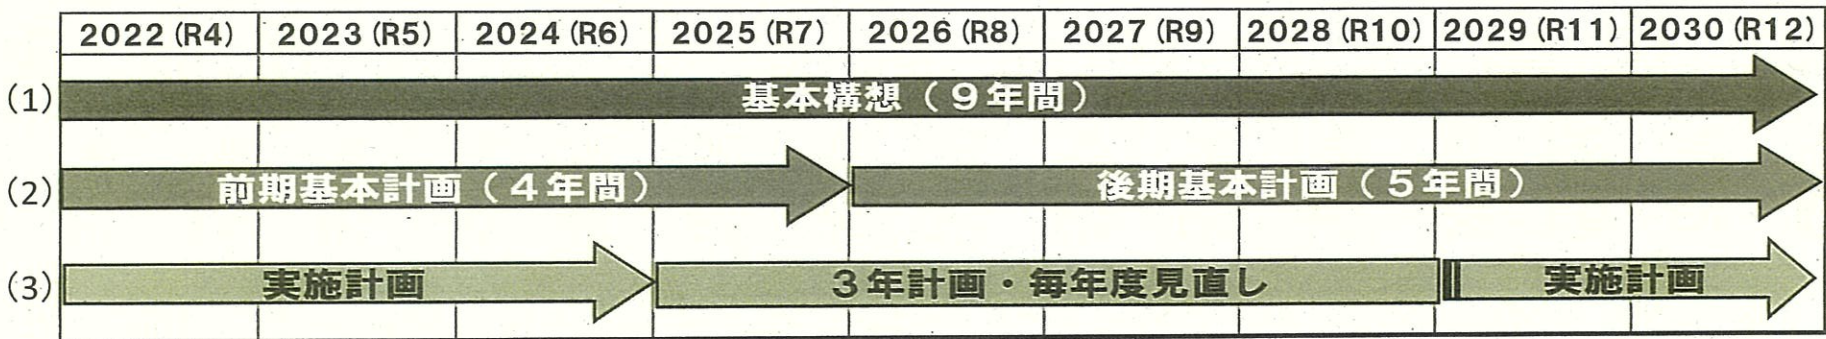 2022 (R4) 2023 (R5) 2024 (R6) 2025 (R7) 2026 (R8) 2027 (R9) 2028 (R10) 2029 (R11) 2030 (R12)
(1) 基本構想(9年間)
(2) 前期基本計画(4年間) 後期基本計画(5年間)
(3) 実施計画 3年計画・毎年度見直し 実施計画